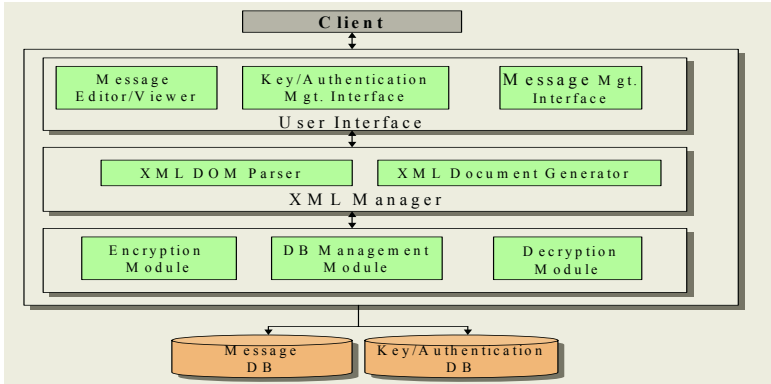 Client
Message
Editor/Viewer
Key/Authentication
Mgt. Interface
Message Mgt.
Interface
User Interface
XML DOM Parser
XML Document Generator
XML Manager
Encryption
Module
DB Management
Module
Decryption
Module
Message
DB
Key/Authentication
DB